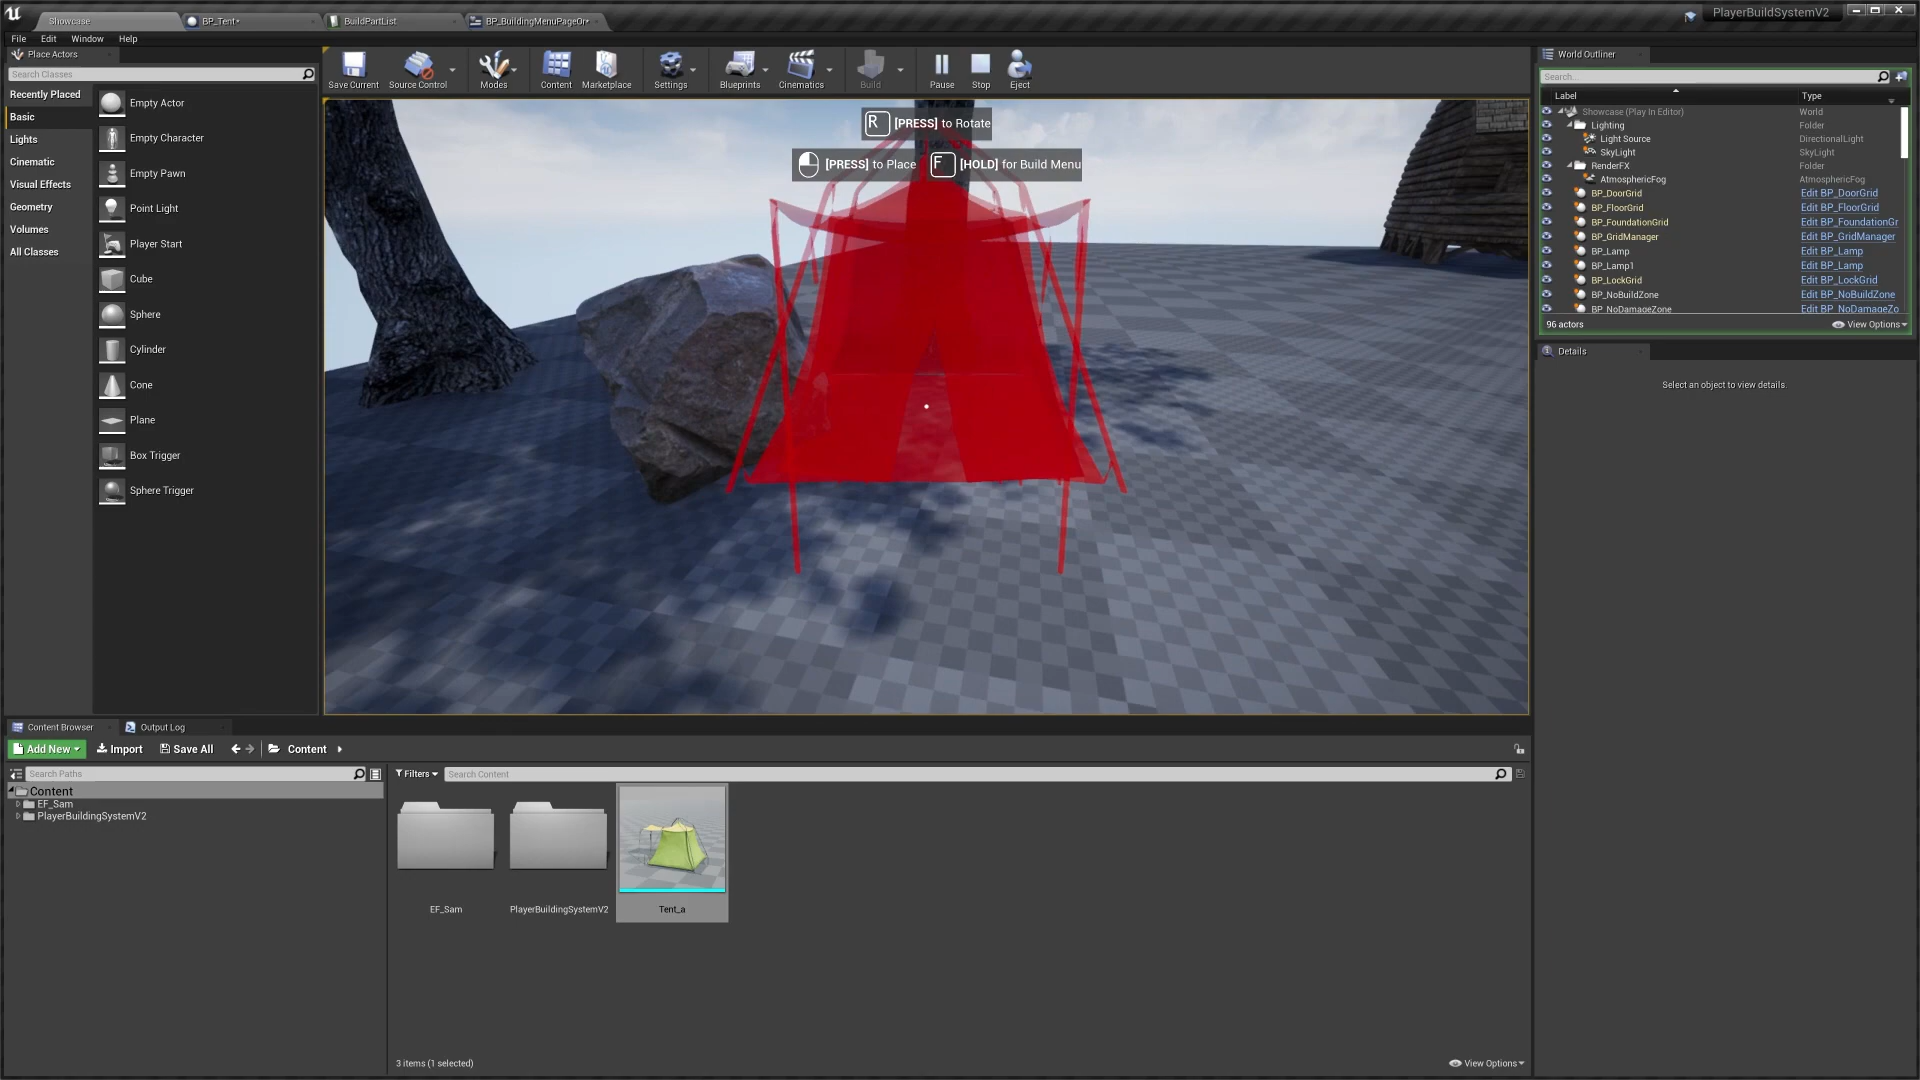 Showcase
BP_Tent*
BuildPartList
BP_BuildingMenuPageOr*
PlayerBuildSystemV2
File Edit Window Help
Place Actors
Search Classes
Recently Placed
Basic
Lights
Cinematic
Visual Effects
Geometry
Volumes
All Classes
Empty Actor
Empty Character
Empty Pawn
Point Light
Player Start
Cube
Sphere
Cylinder
Cone
Plane
Box Trigger
Sphere Trigger
Save Current
Source Control
Modes
Content
Marketplace
Settings
Blueprints
Cinematics
Build
Pause
Stop
Eject
R [PRESS] to Rotate
[PRESS] to Place
F [HOLD] for Build Menu
World Outliner
Search...
Label Type
Showcase (Play In Editor) World
Lighting Folder
Light Source DirectionalLight
SkyLight SkyLight
RenderFX Folder
AtmosphericFog AtmosphericFog
BP_DoorGrid Edit BP_DoorGrid
BP_FloorGrid Edit BP_FloorGrid
BP_FoundationGrid Edit BP_FoundationGr
BP_GridManager Edit BP_GridManager
BP_Lamp Edit BP_Lamp
BP_Lamp1 Edit BP_Lamp
BP_LockGrid Edit BP_LockGrid
BP_NoBuildZone Edit BP_NoBuildZone
BP_NoDamageZone Edit BP_NoDamageZo
96 actors
View Options
Details
Select an object to view details.
Content Browser
Output Log
Add New
Import
Save All
Content
Search Paths
Content
EF_Sam
PlayerBuildingSystemV2
Filters
Search Content
EF_Sam
PlayerBuildingSystemV2
Tent_a
3 items (1 selected)
View Options